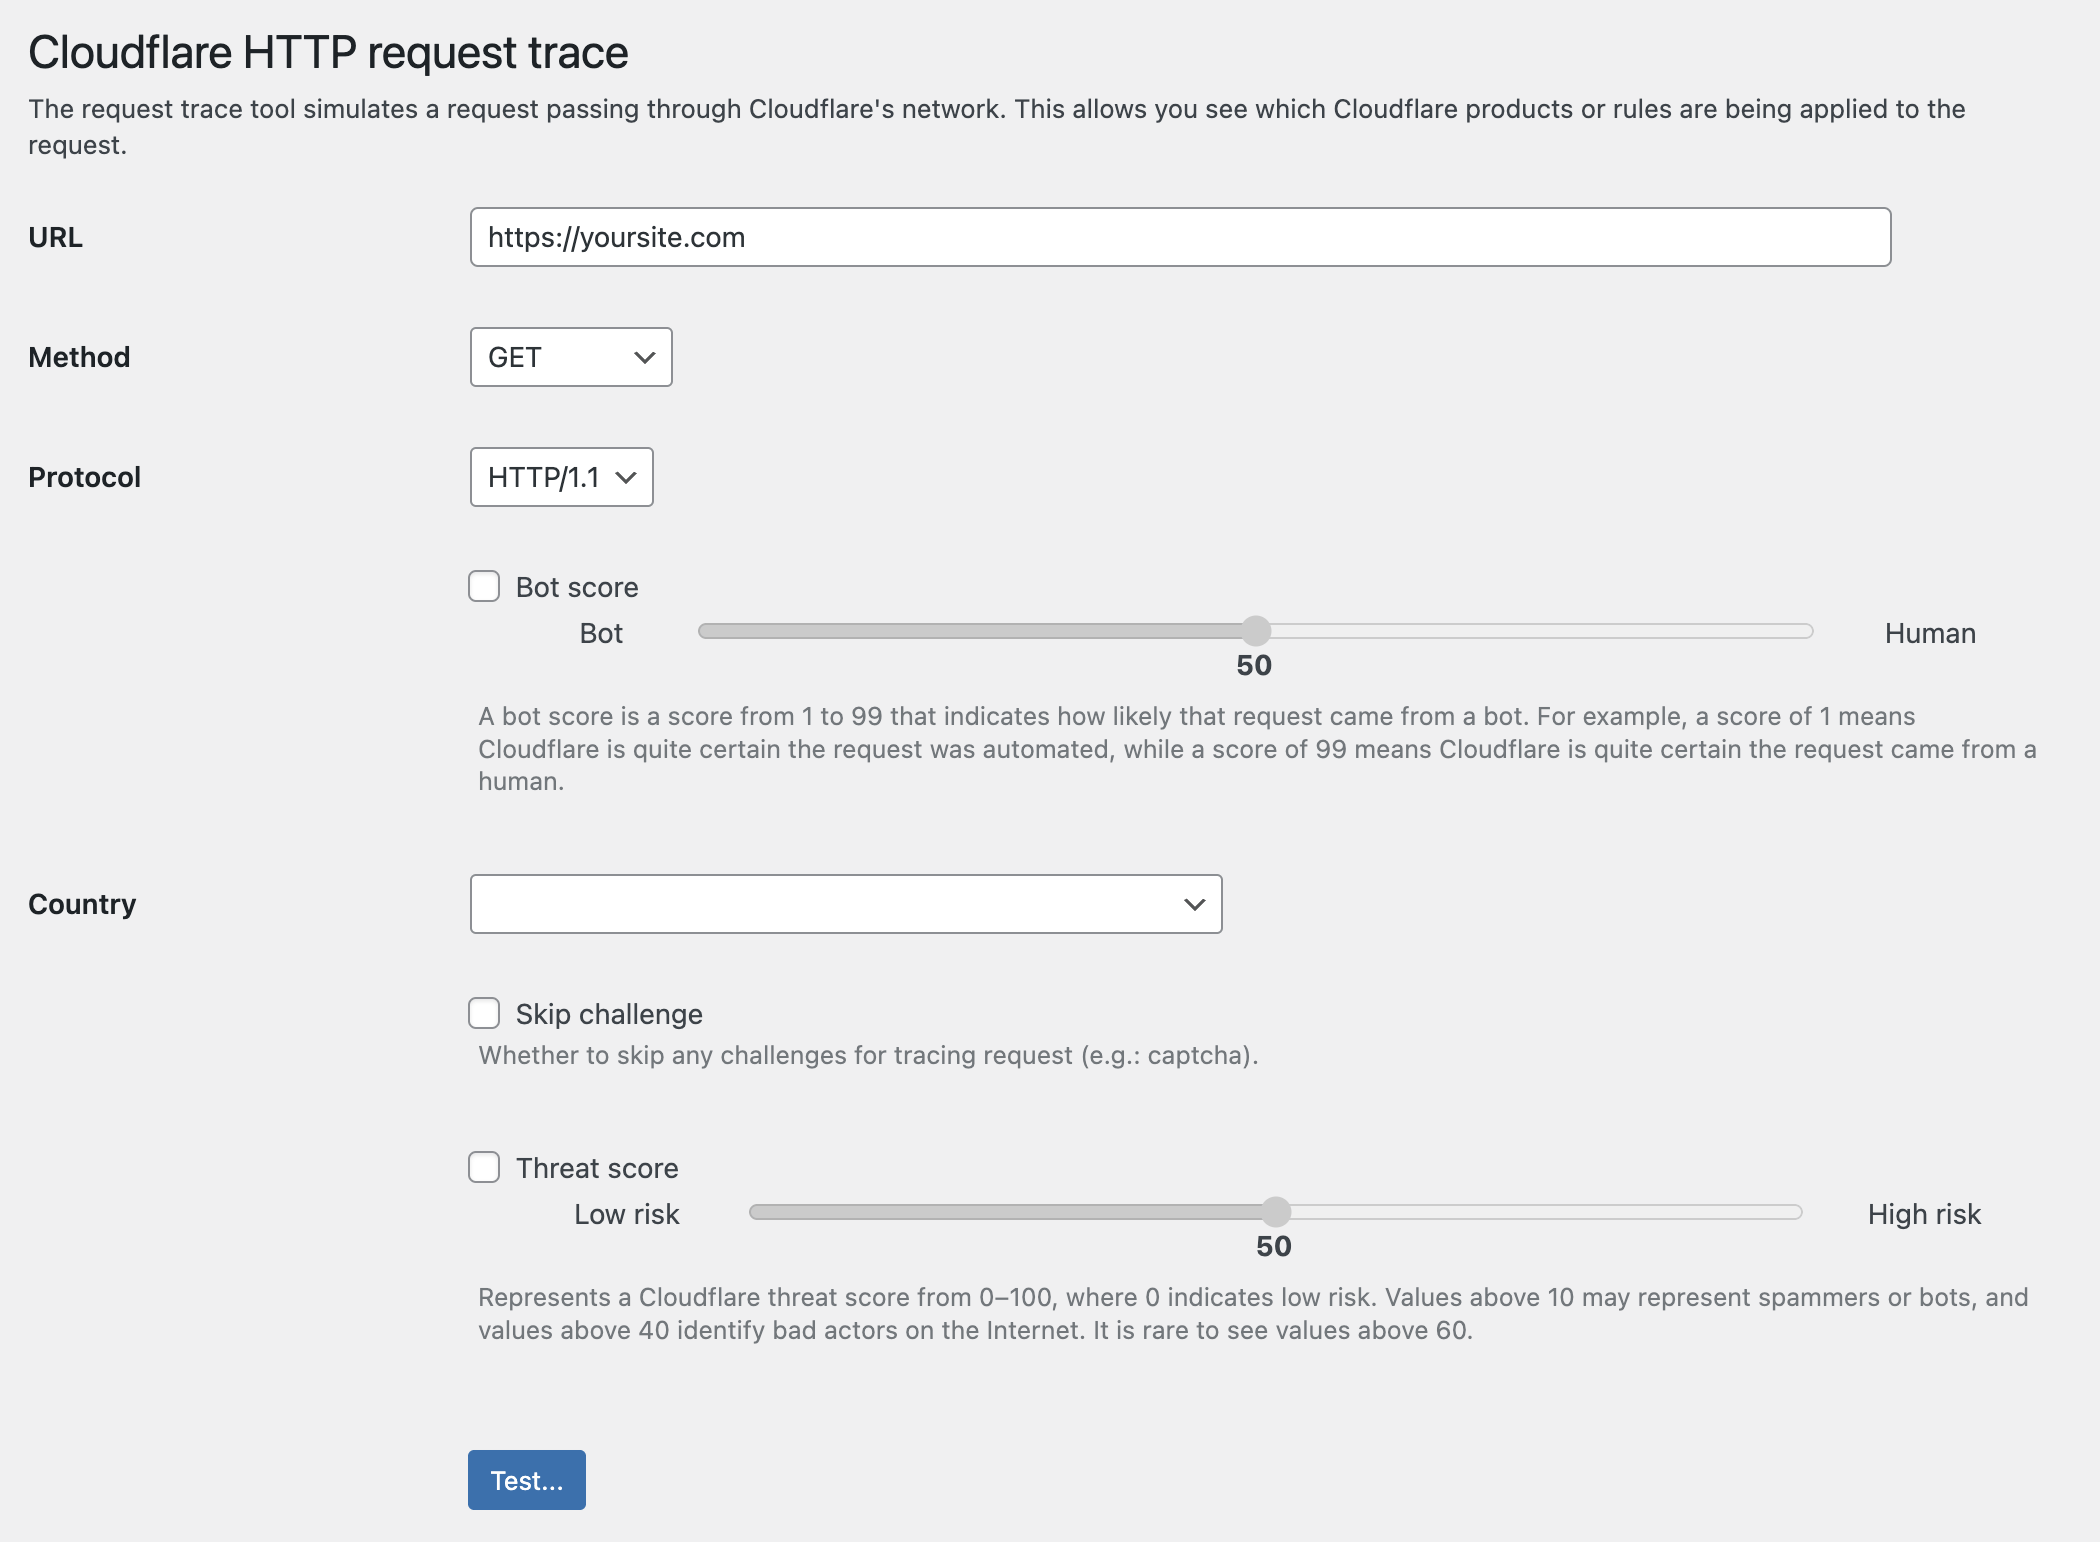 Cloudflare HTTP request trace
The request trace tool simulates a request passing through Cloudflare's network. This allows you see which Cloudflare products or rules are being applied to the
request.
URL
https://yoursite.com
Method
GET
Protocol
HTTP/1.1
Bot score
Bot
Human
50
A bot score is a score from 1 to 99 that indicates how likely that request came from a bot. For example, a score of 1 means
Cloudflare is quite certain the request was automated, while a score of 99 means Cloudflare is quite certain the request came from a
human.
Country
Skip challenge
Whether to skip any challenges for tracing request (e.g.: captcha).
Threat score
Low risk
High risk
50
Represents a Cloudflare threat score from 0–100, where 0 indicates low risk. Values above 10 may represent spammers or bots, and
values above 40 identify bad actors on the Internet. It is rare to see values above 60.
Test...